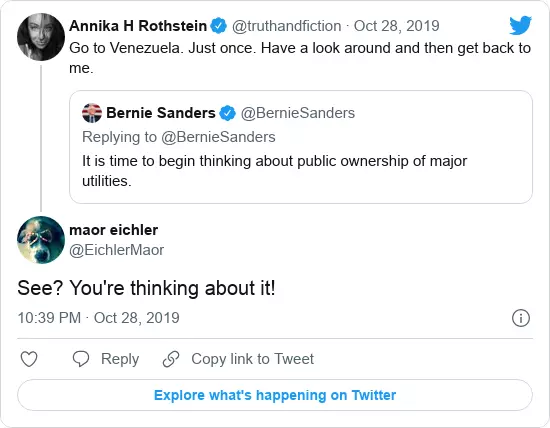 Annika H Rothstein @truthandfiction · Oct 28, 2019
Go to Venezuela. Just once. Have a look around and then get back to
me.
Bernie Sanders @BernieSanders
Replying to @BernieSanders
It is time to begin thinking about public ownership of major
utilities.
maor eichler
@EichlerMaor
See? You're thinking about it!
10:39 PM · Oct 28, 2019
Reply Copy link to Tweet
Explore what's happening on Twitter